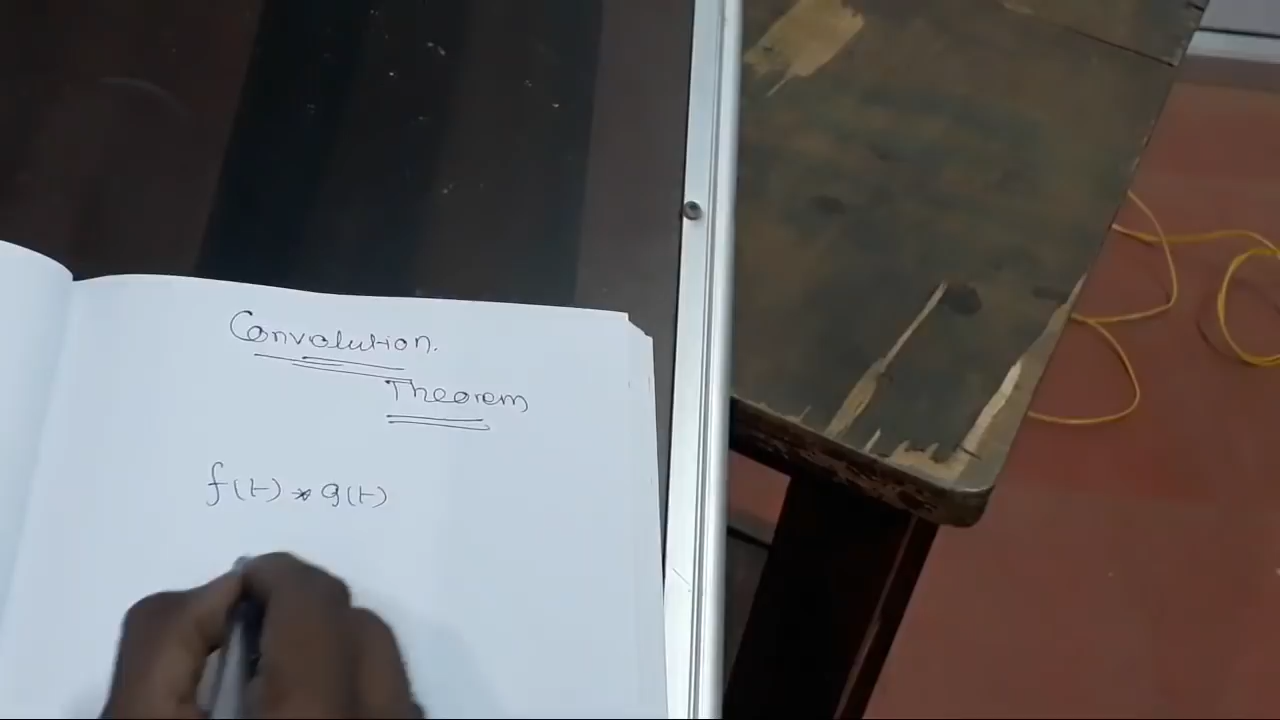 Convolution.
Theorem
f(t) * g(t)